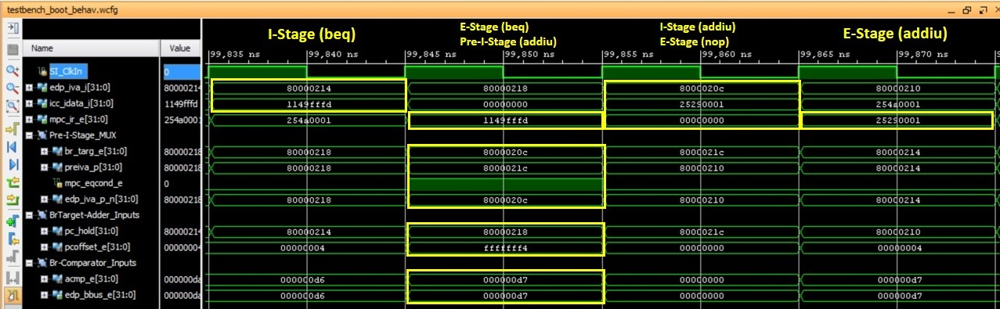 testbench_boot_behav.wcfg
I-Stage (beq) E-Stage (beq) I-Stage (addiu) E-Stage (addiu)
Pre-I-Stage (addiu) E-Stage (nop)
Name Value 99,835 ns 99,840 ns 99,845 ns 99,850 ns 99,855 ns 99,860 ns 99,865 ns 99,870 ns
SI_ClkIn 0
edp_iva_i[31:0] 80000214 80000214 80000218 8000020c 80000210
icc_idata_i[31:0] 1149fffd 1149fffd 00000000 25290001 254a0001
mpc_ir_e[31:0] 254a0001 254a0001 1149fffd 00000000 25290001
Pre-I-Stage_MUX
br_targ_e[31:0] 80000218 80000218 8000020c 8000021c 80000214
preiva_p[31:0] 80000218 80000218 8000021c 80000210 80000214
mpc_eqcond_e 0
edp_iva_p_n[31:0] 80000218 80000218 8000020c 80000210 80000214
BrTarget-Adder_Inputs
pc_hold[31:0] 80000214 80000214 80000218 8000021c 80000210
pcoffset_e[31:0] 00000004 00000004 fffffff4 00000000 00000004
Br-Comparator_Inputs
acmp_e[31:0] 000000da 000000d6 000000d7 00000000 000000d7
edp_bbus_e[31:0] 000000da 000000d6 000000d7 00000000 000000d7